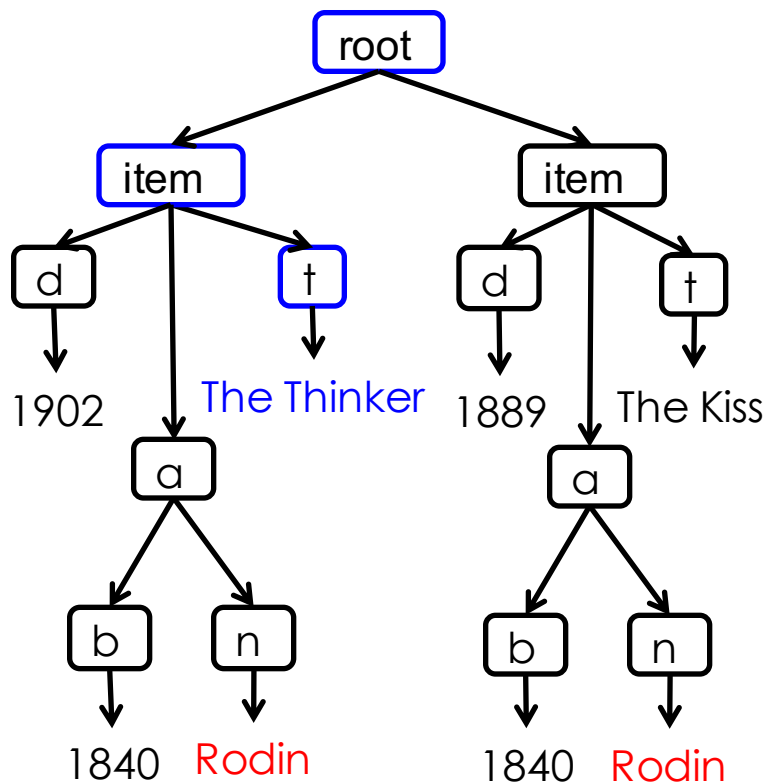 root
item
item
d
t
d
t
1902
The Thinker
1889
The Kiss
a
a
b
n
b
n
1840
Rodin
1840
Rodin